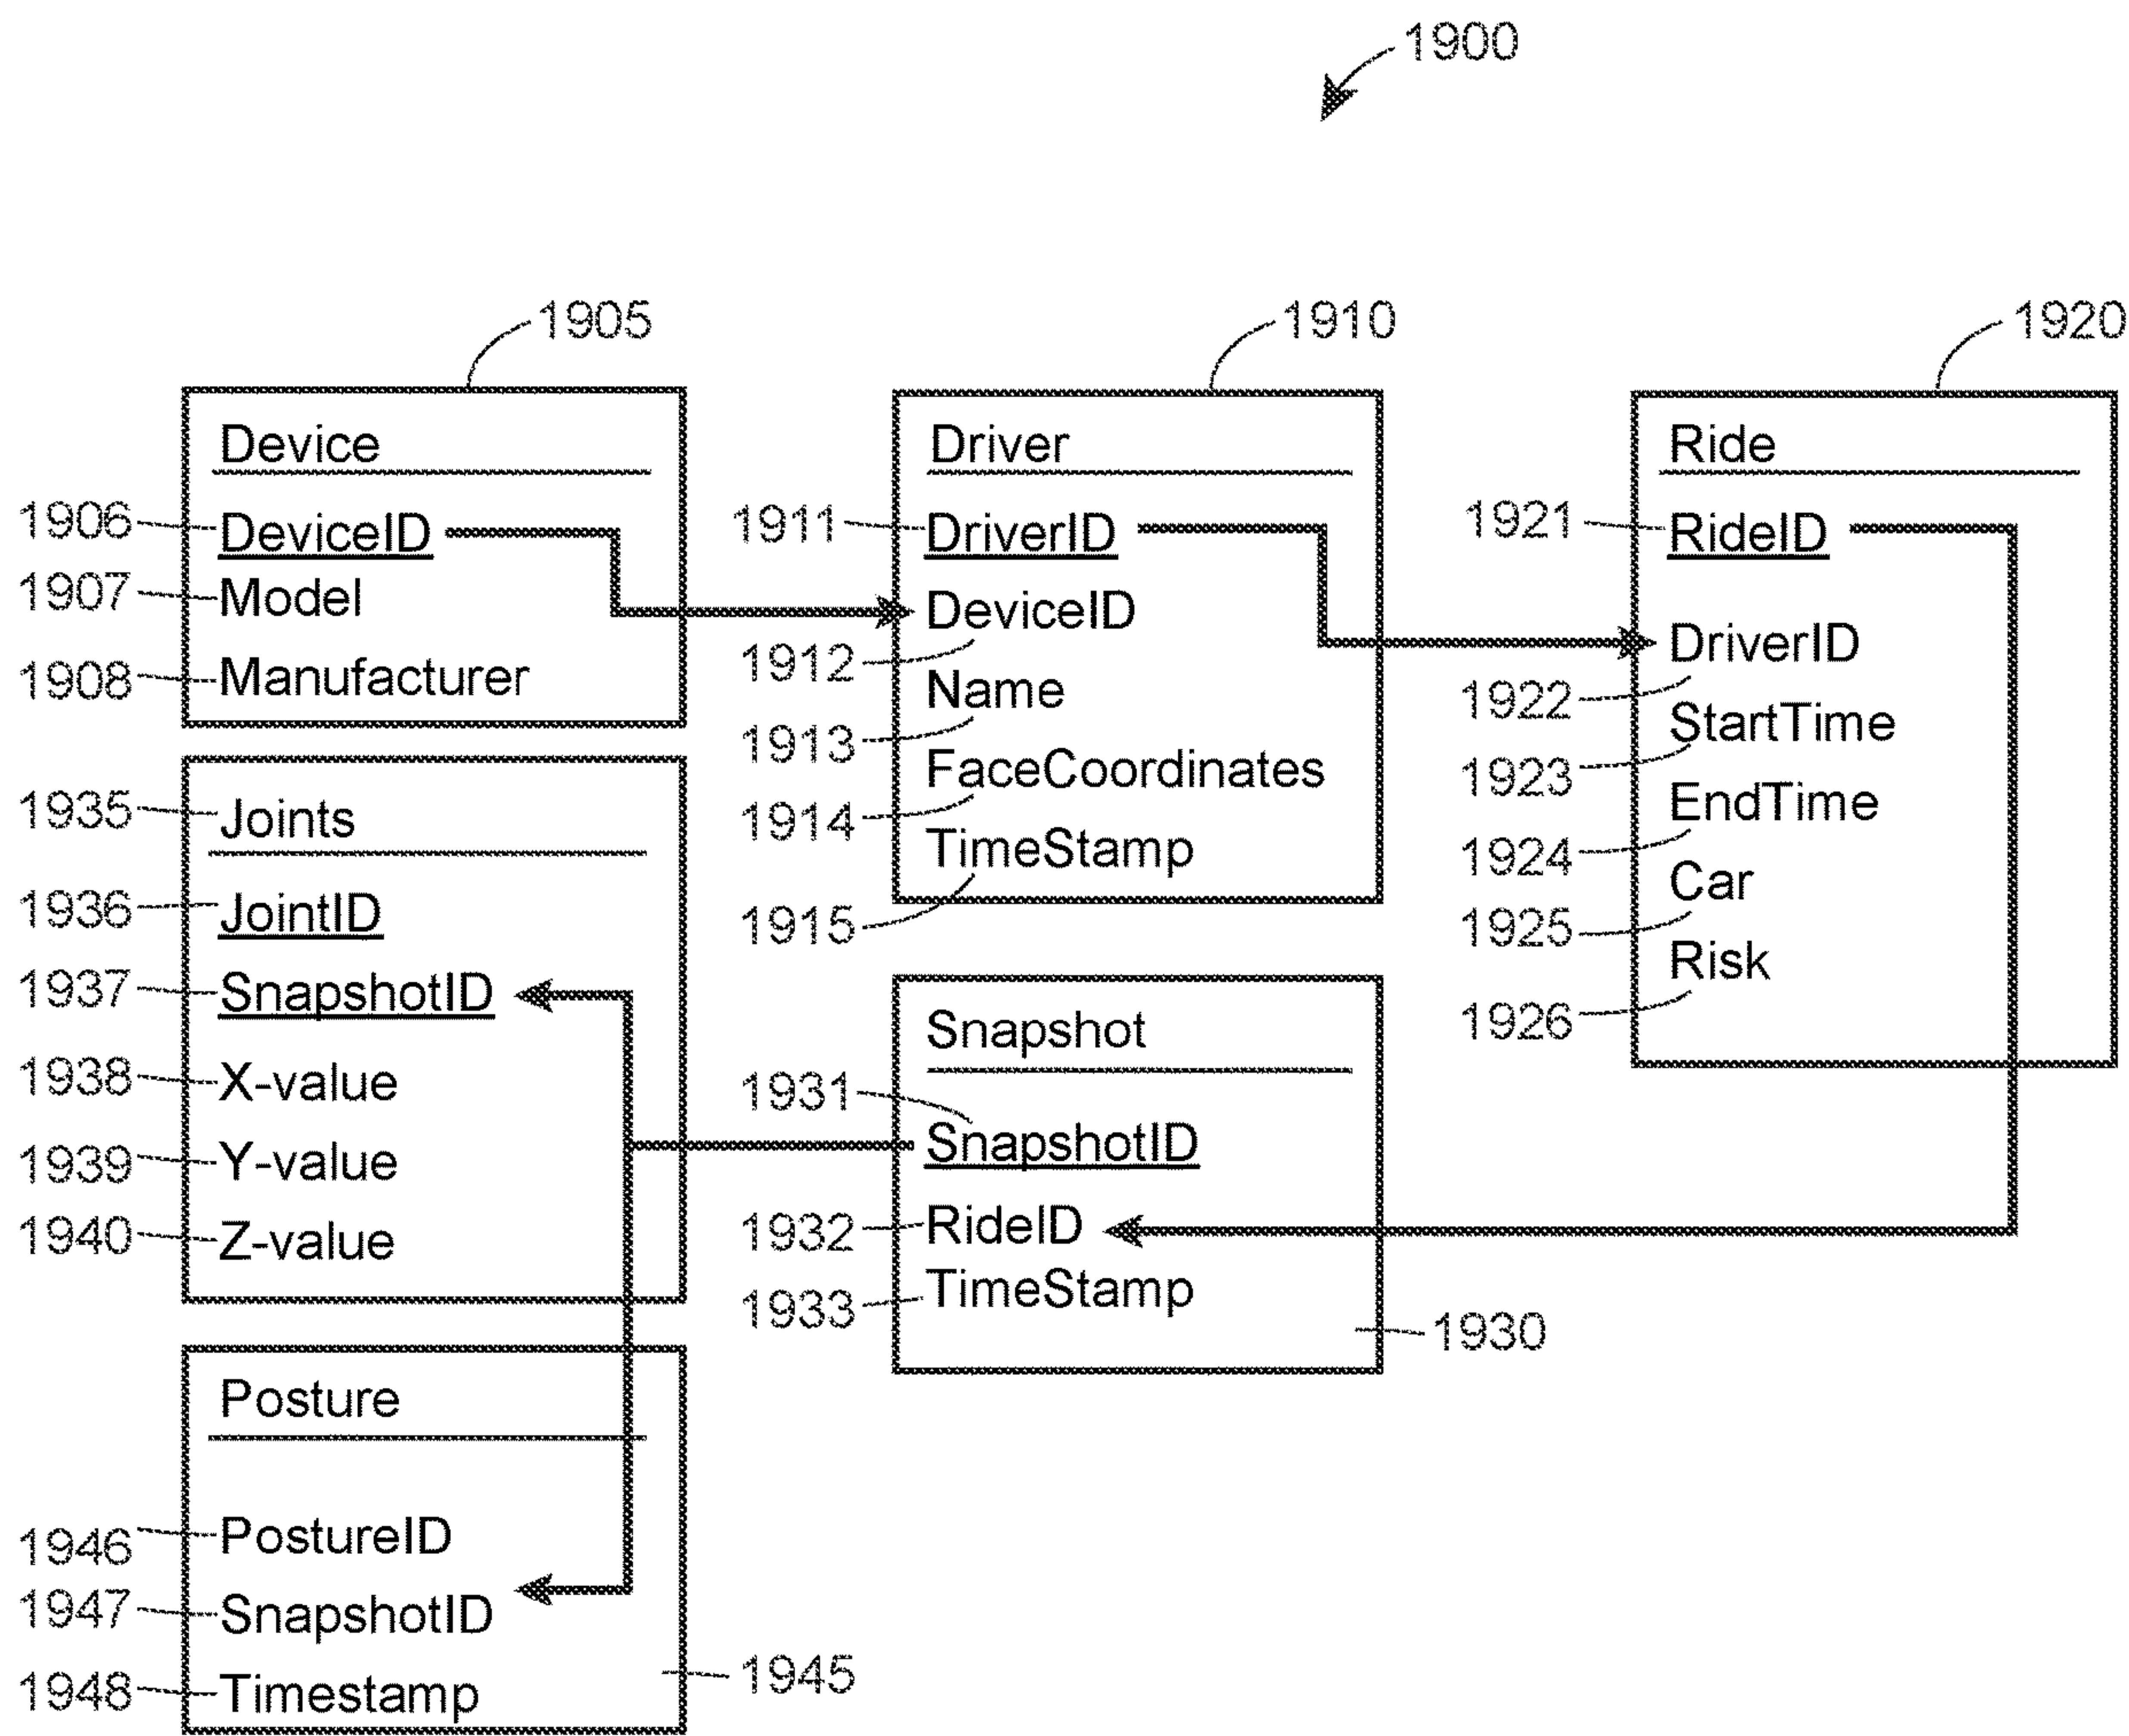 1900
1905
Device
1906 DeviceID
1907 Model
1908 Manufacturer
1910
Driver
1911 DriverID
DeviceID
1912
Name
1913
FaceCoordinates
1914
TimeStamp
1915
1920
Ride
1921 RideID
DriverID
1922
StartTime
1923
EndTime
1924
Car
1925
Risk
1926
1935 Joints
1936 JointID
1937 SnapshotID
1938 X-value
1939 Y-value
1940 Z-value
Snapshot
1931
SnapshotID
1932 RideID
1933 TimeStamp
1930
Posture
1946 PostureID
1947 SnapshotID
1948 Timestamp
1945